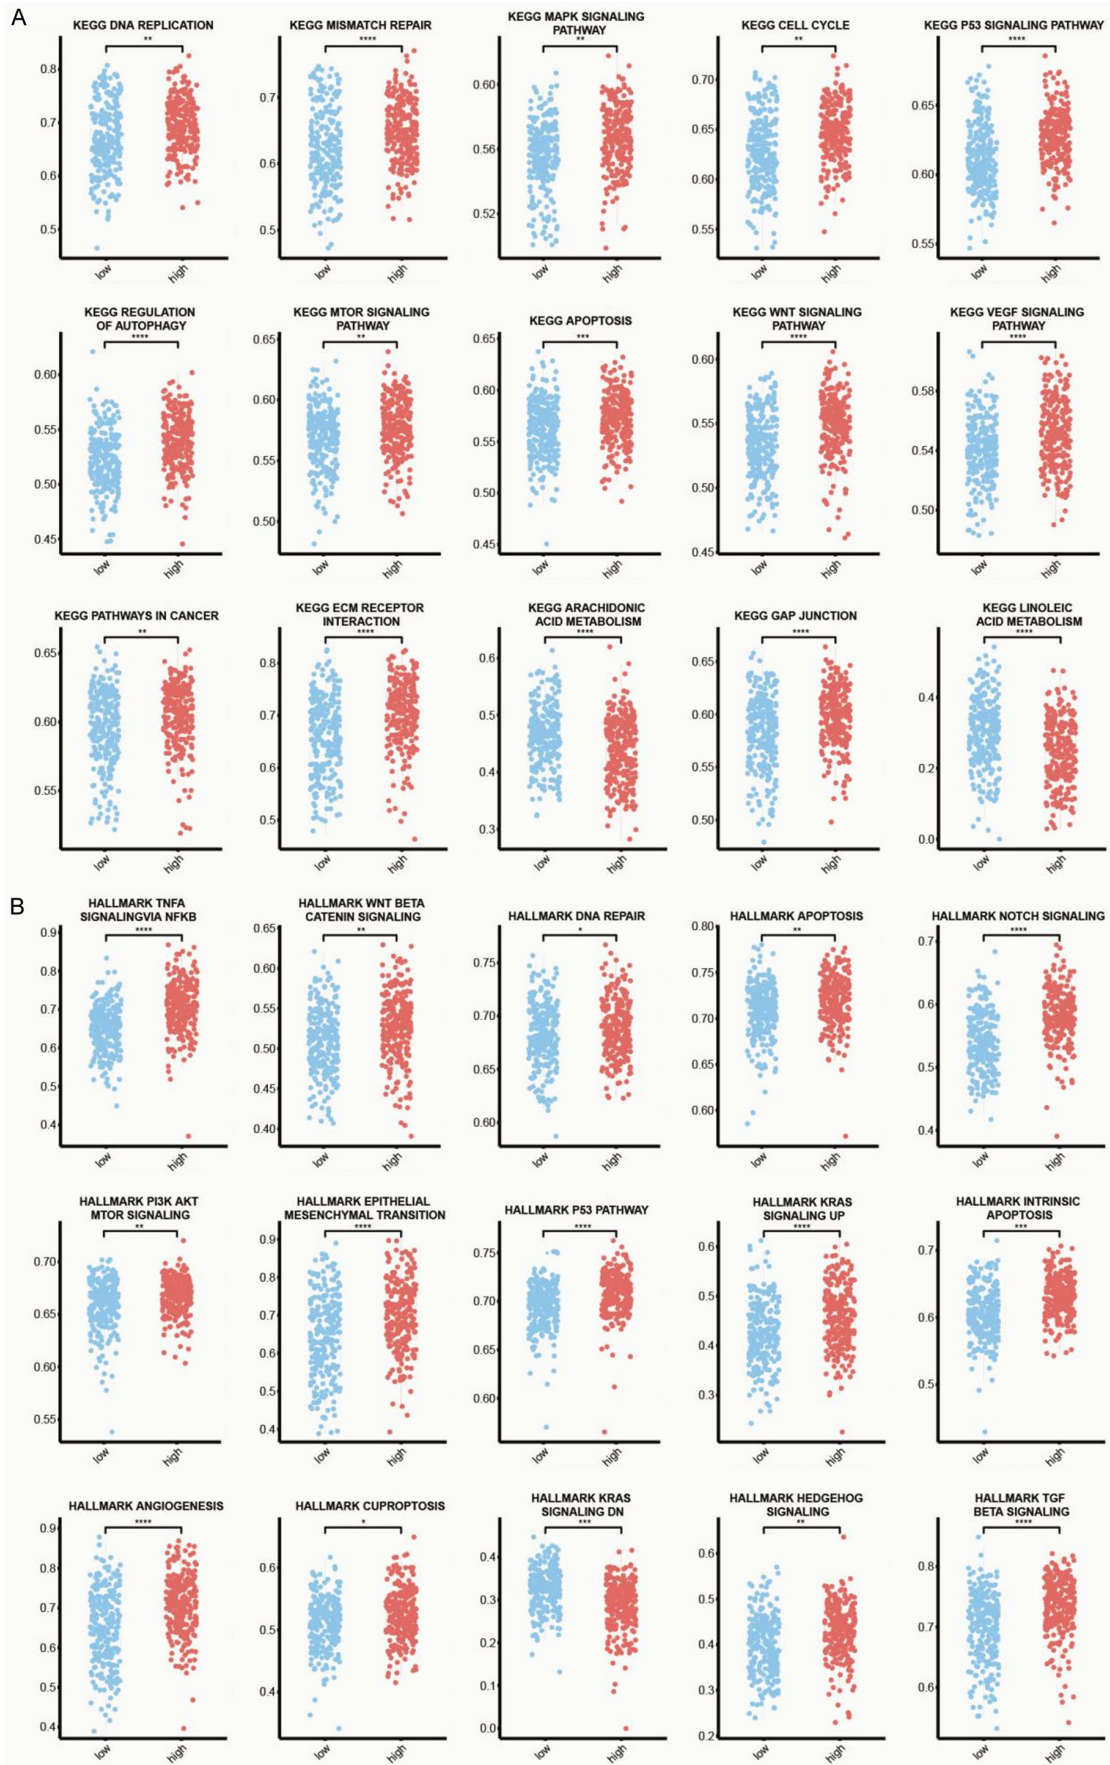 A
KEGG DNA REPLICATION
**
0.8
0.7
0.6
0.5
low
high
KEGG MISMATCH REPAIR
****
0.7
0.6
0.5
low
high
KEGG MAPK SIGNALING
PATHWAY
**
0.60
0.56
0.52
low
high
KEGG CELL CYCLE
**
0.70
0.65
0.60
0.55
low
high
KEGG P53 SIGNALING PATHWAY
****
0.65
0.60
0.55
low
high
KEGG REGULATION
OF AUTOPHAGY
****
0.60
0.55
0.50
0.45
low
high
KEGG MTOR SIGNALING
PATHWAY
**
0.65
0.60
0.55
0.50
low
high
KEGG APOPTOSIS
***
0.65
0.60
0.55
0.50
0.45
low
high
KEGG WNT SIGNALING
PATHWAY
****
0.60
0.55
0.50
0.45
low
high
KEGG VEGF SIGNALING
PATHWAY
****
0.58
0.54
0.50
low
high
KEGG PATHWAYS IN CANCER
**
0.65
0.60
0.55
low
high
KEGG ECM RECEPTOR
INTERACTION
****
0.8
0.7
0.6
0.5
low
high
KEGG ARACHIDONIC
ACID METABOLISM
****
0.6
0.5
0.4
0.3
low
high
KEGG GAP JUNCTION
****
0.65
0.60
0.55
0.50
low
high
KEGG LINOLEIC
ACID METABOLISM
****
0.4
0.2
0.0
low
high
B
HALLMARK TNFA
SIGNALINGVIA NFKB
****
0.9
0.8
0.7
0.6
0.5
0.4
low
high
HALLMARK WNT BETA
CATENIN SIGNALING
**
0.65
0.60
0.55
0.50
0.45
0.40
low
high
HALLMARK DNA REPAIR
*
0.75
0.70
0.65
0.60
low
high
HALLMARK APOPTOSIS
**
0.80
0.75
0.70
0.65
0.60
low
high
HALLMARK NOTCH SIGNALING
****
0.7
0.6
0.5
0.4
low
high
HALLMARK PI3K AKT
MTOR SIGNALING
**
0.70
0.65
0.60
0.55
low
high
HALLMARK EPITHELIAL
MESENCHYMAL TRANSITION
****
0.9
0.8
0.7
0.6
0.5
0.4
low
high
HALLMARK P53 PATHWAY
****
0.75
0.70
0.65
0.60
low
high
HALLMARK KRAS
SIGNALING UP
****
0.6
0.5
0.4
0.3
low
high
HALLMARK INTRINSIC
APOPTOSIS
***
0.7
0.6
0.5
low
high
HALLMARK ANGIOGENESIS
****
0.9
0.8
0.7
0.6
0.5
0.4
low
high
HALLMARK CUPROPTOSIS
*
0.6
0.5
0.4
low
high
HALLMARK KRAS
SIGNALING DN
***
0.4
0.3
0.2
0.1
0.0
low
high
HALLMARK HEDGEHOG
SIGNALING
**
0.6
0.5
0.4
0.3
0.2
low
high
HALLMARK TGF
BETA SIGNALING
****
0.8
0.7
0.6
low
high